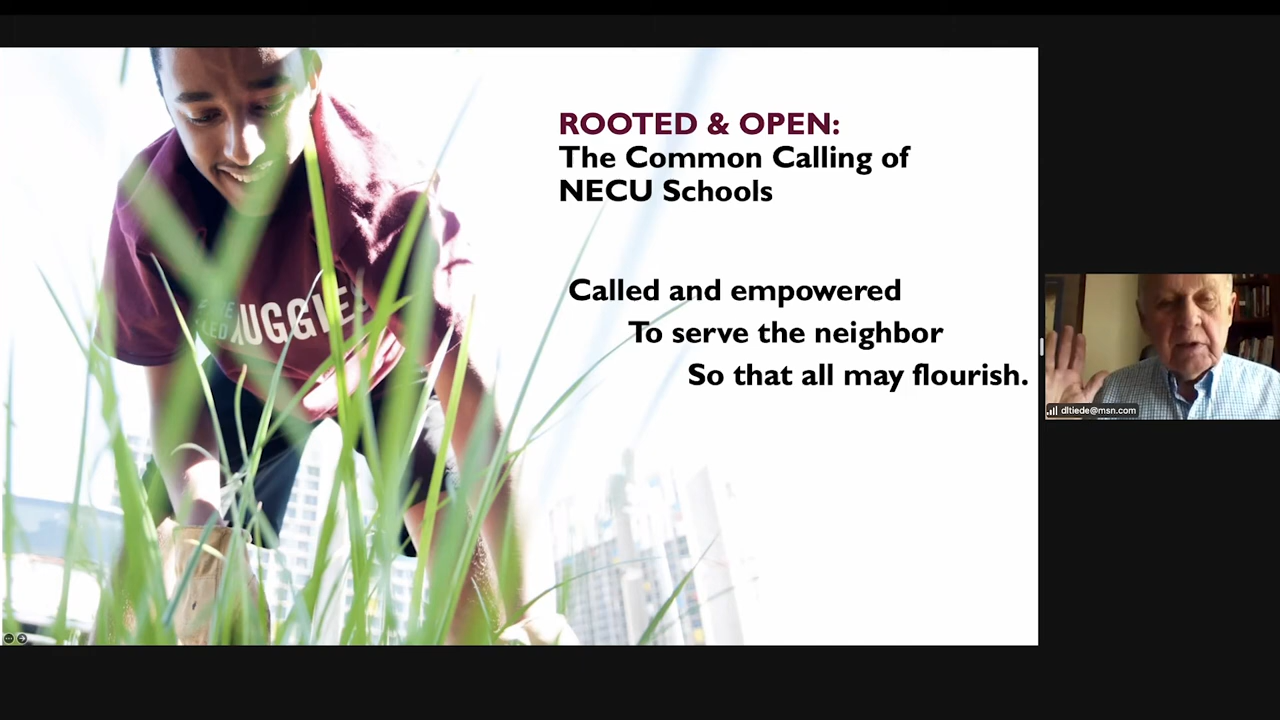 ROOTED & OPEN:
The Common Calling of
NECU Schools
Called and empowered
To serve the neighbor
So that all may flourish.
UGGIE
dltiede@msn.com